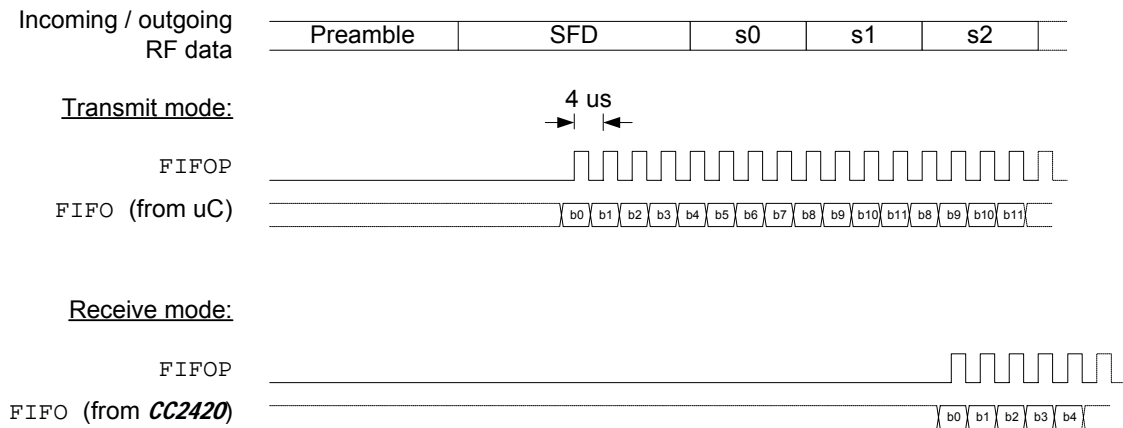 Incoming / outgoing
RF data
Preamble SFD s0 s1 s2
Transmit mode:
4 us
FIFOP
FIFO (from uC)
b0 b1 b2 b3 b4 b5 b6 b7 b8 b9 b10 b11 b8 b9 b10 b11
Receive mode:
FIFOP
FIFO (from CC2420)
b0 b1 b2 b3 b4